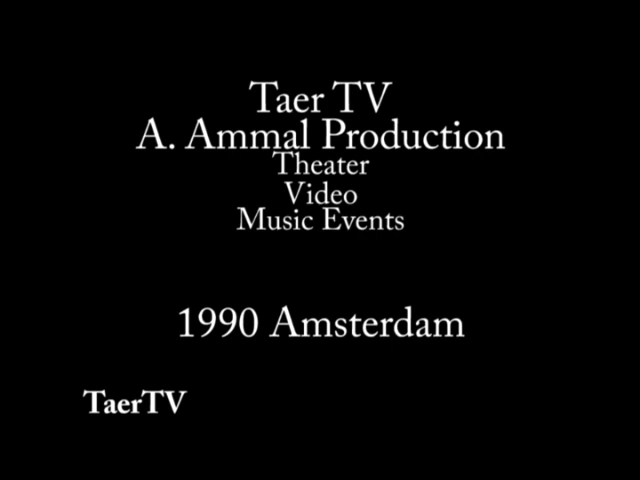 Taer TV
A. Ammal Production
Theater
Video
Music Events
1990 Amsterdam
TaerTV